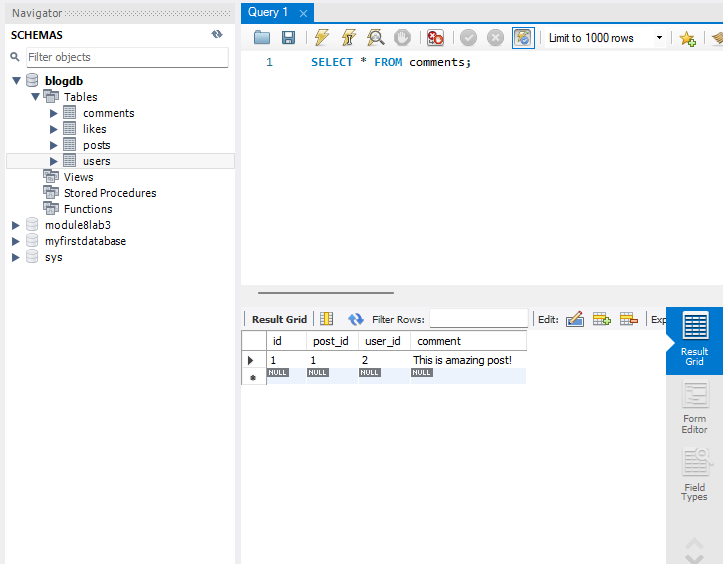 Navigator
SCHEMAS
Filter objects
blogdb
Tables
comments
likes
posts
users
Views
Stored Procedures
Functions
module8lab3
myfirstdatabase
sys
Query 1
Limit to 1000 rows
1 SELECT * FROM comments;
Result Grid Filter Rows: Edit: Exp
id post_id user_id comment
1 1 2 This is amazing post!
NULL NULL NULL NULL
Result
Grid
Form
Editor
Field
Types